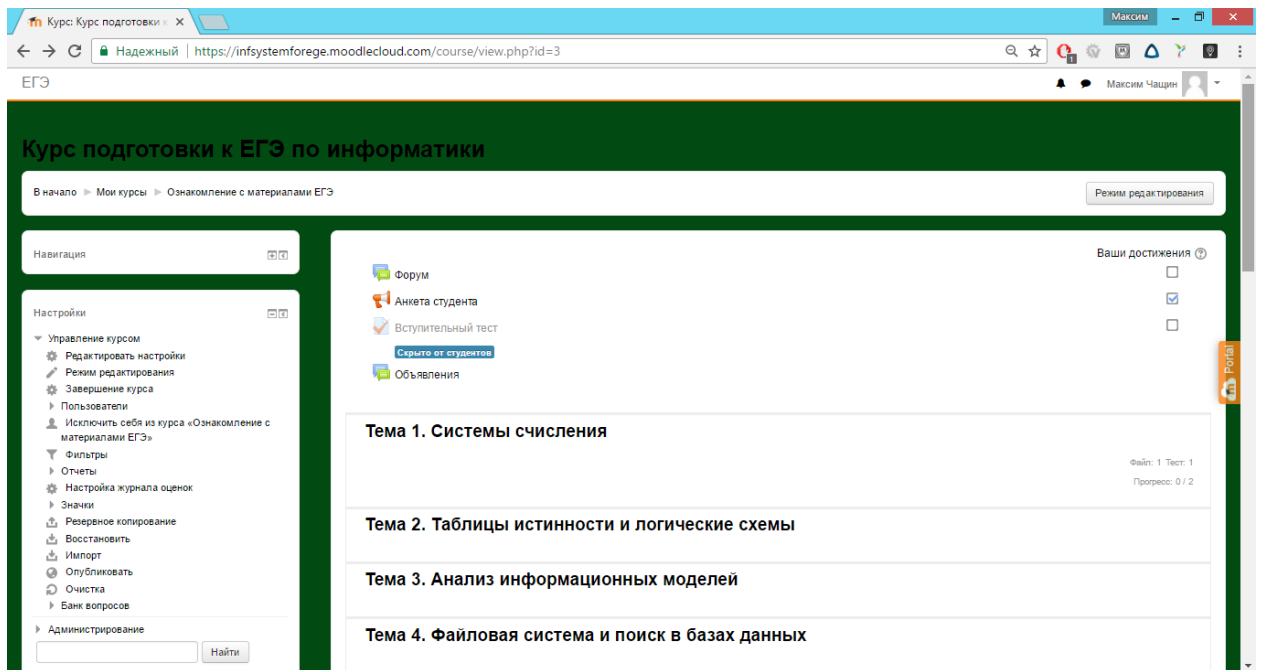 Курс: Курс подготовки к
Максим
Надежный | https://infsystemforege.moodlecloud.com/course/view.php?id=3
1
ЕГЭ
Максим Чащин
Курс подготовки к ЕГЭ по информатики
В начало
Мои курсы
Ознакомление с материалами ЕГЭ
Режим редактирования
Навигация
Настройки
Управление курсом
Редактировать настройки
Режим редактирования
Завершение курса
Пользователи
Исключить себя из курса «Ознакомление с
материалами ЕГЭ»
Фильтры
Отчеты
Настройка журнала оценок
Значки
Резервное копирование
Восстановить
Импорт
Опубликовать
Очистка
Банк вопросов
Администрирование
Найти
Ваши достижения
Форум
Анкета студента
Вступительный тест
Скрыто от студентов
Объявления
Portal
Тема 1. Системы счисления
Файл: 1 Тест: 1
Прогресс: 0 / 2
Тема 2. Таблицы истинности и логические схемы
Тема 3. Анализ информационных моделей
Тема 4. Файловая система и поиск в базах данных